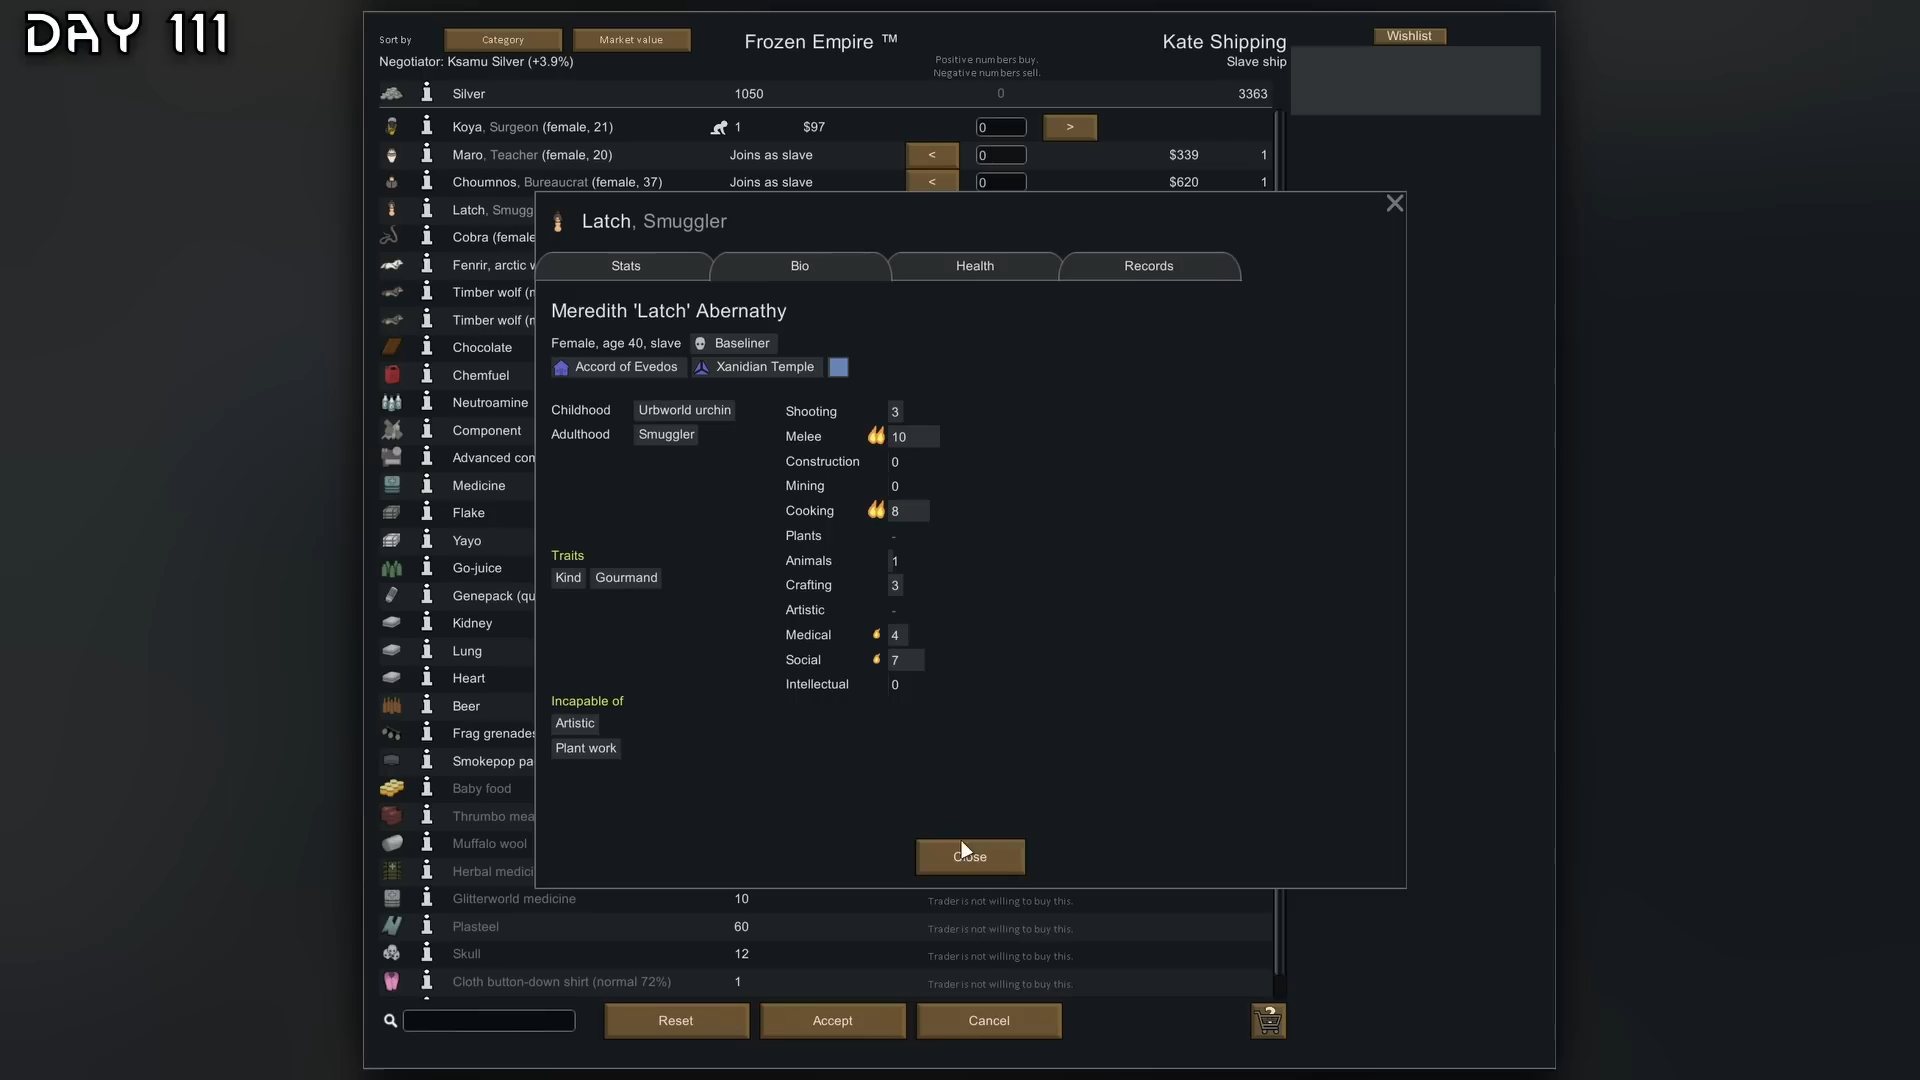 DAY 111
Sort by Category Market value Frozen Empire ™ Kate Shipping Wishlist
Negotiator: Ksamu Silver (+3.9%) Positive numbers buy. Slave ship
Negative numbers sell.
Silver 1050 0 3363
Koya, Surgeon (female, 21) 1 $97 0 >
Maro, Teacher (female, 20) Joins as slave < 0 $339 1
Choumnos, Bureaucrat (female, 37) Joins as slave < 0 $620 1
Latch, Smugg
Cobra (female
Fenrir, arctic w
Timber wolf (m
Timber wolf (m
Chocolate
Chemfuel
Neutroamine
Component
Advanced com
Medicine
Flake
Yayo
Go-juice
Genepack (qu
Kidney
Lung
Heart
Beer
Frag grenades
Smokepop pa
Baby food
Thrumbo mea
Muffalo wool
Herbal medici
Latch, Smuggler
Stats Bio Health Records
Meredith 'Latch' Abernathy
Female, age 40, slave Baseliner
Accord of Evedos Xanidian Temple
Childhood Urbworld urchin
Adulthood Smuggler
Traits
Kind Gourmand
Incapable of
Artistic
Plant work
Shooting 3
Melee 10
Construction 0
Mining 0
Cooking 8
Plants -
Animals 1
Crafting 3
Artistic -
Medical 4
Social 7
Intellectual 0
Close
Glitterworld medicine 10 Trader is not willing to buy this.
Plasteel 60 Trader is not willing to buy this.
Skull 12 Trader is not willing to buy this.
Cloth button-down shirt (normal 72%) 1 Trader is not willing to buy this.
Reset Accept Cancel